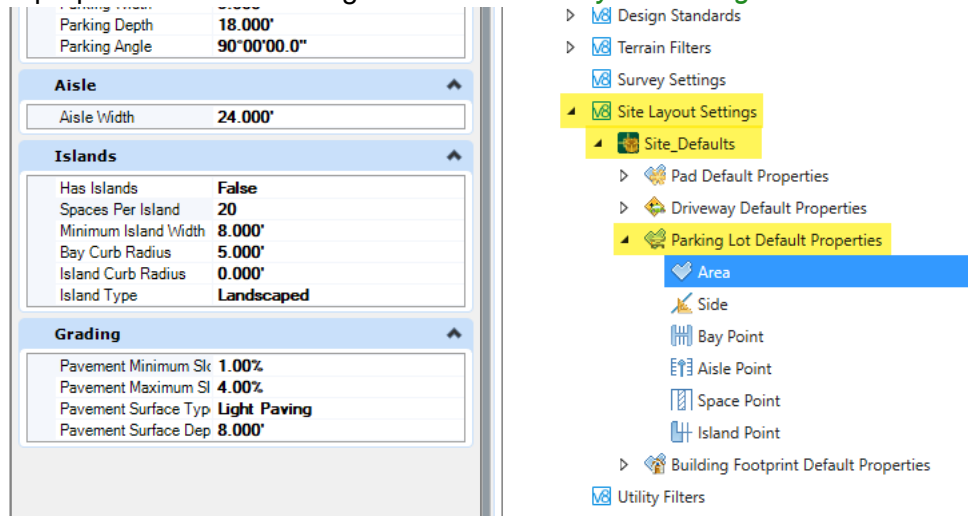 Parking Depth 18.000'
Parking Angle 90°00'00.0"
Aisle
Aisle Width 24.000'
Islands
Has Islands False
Spaces Per Island 20
Minimum Island Width 8.000'
Bay Curb Radius 5.000'
Island Curb Radius 0.000'
Island Type Landscaped
Grading
Pavement Minimum Slo 1.00%
Pavement Maximum Sl 4.00%
Pavement Surface Typ Light Paving
Pavement Surface Dep 8.000'
V8 Design Standards
V8 Terrain Filters
V8 Survey Settings
V8 Site Layout Settings
Site_Defaults
Pad Default Properties
Driveway Default Properties
Parking Lot Default Properties
Area
Side
Bay Point
Aisle Point
Space Point
Island Point
Building Footprint Default Properties
V8 Utility Filters